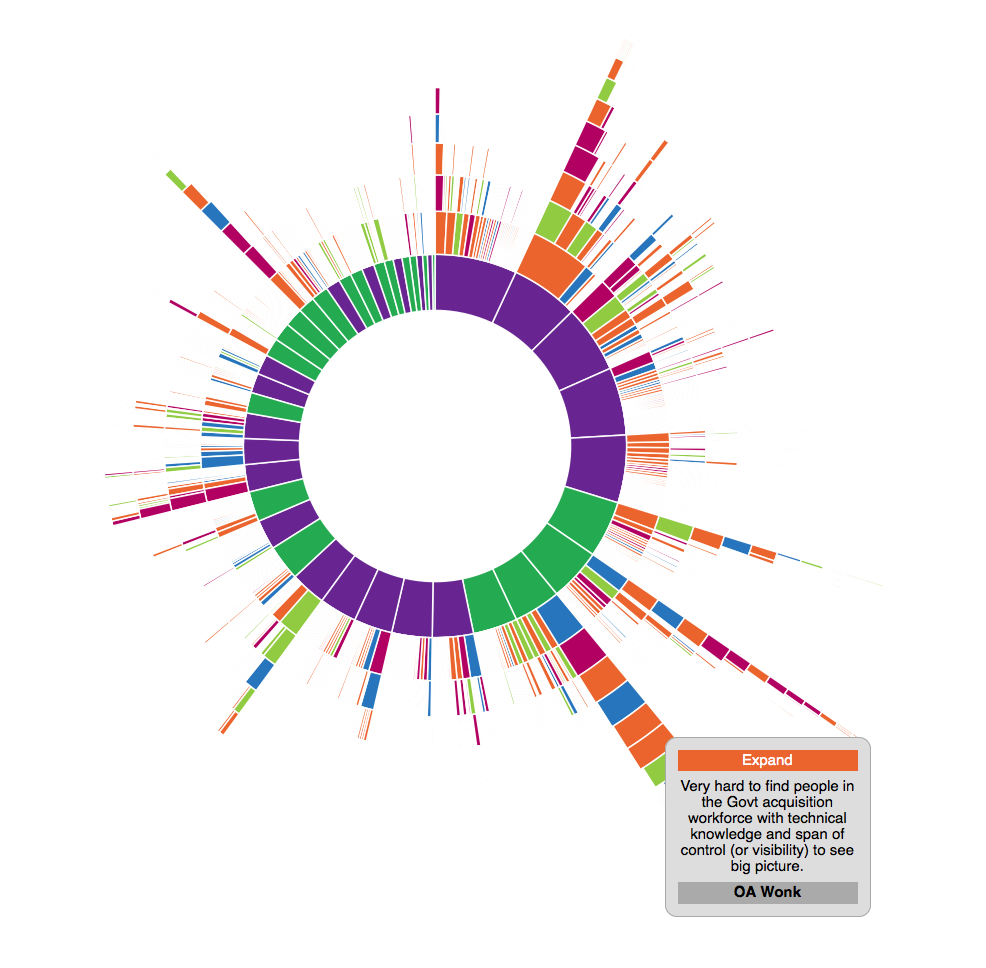 Expand
Very hard to find people in
the Govt acquisition
workforce with technical
knowledge and span of
control (or visibility) to see
big picture.
OA Wonk